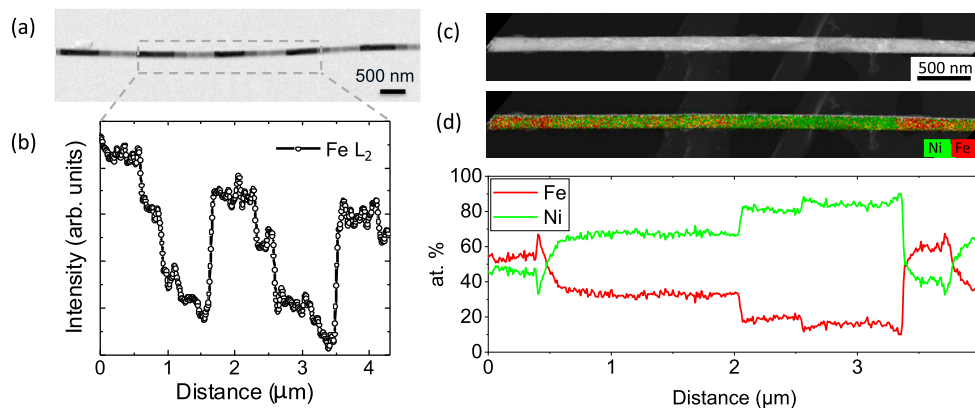 (a)
500 nm
(b)
Fe L₂
Intensity (arb. units)
0 1 2 3 4
Distance (μm)
(c)
500 nm
(d)
Ni Fe
100
80
60
40
20
0
Fe
Ni
at. %
0 1 2 3
Distance (μm)